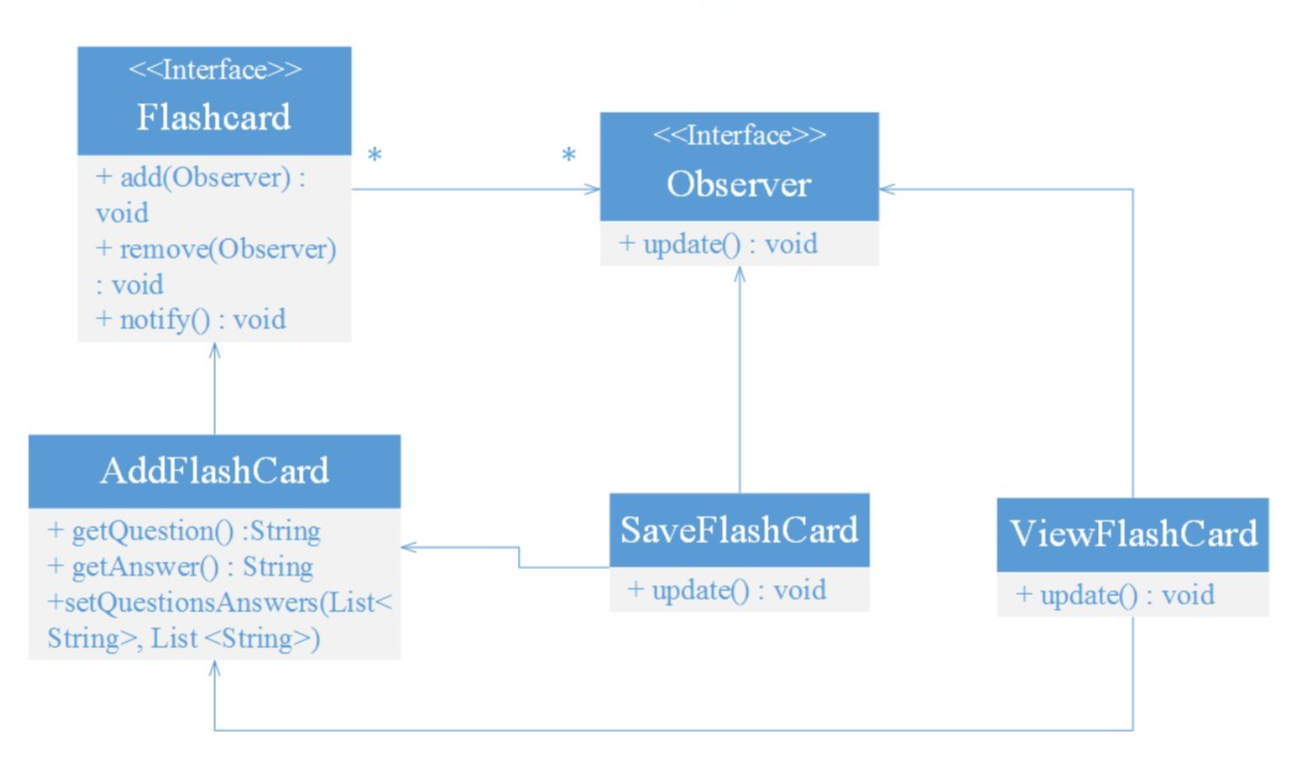 <<Interface>>
Flashcard
+ add(Observer) :
void
+ remove(Observer)
: void
+ notify() : void
*
*
<<Interface>>
Observer
+ update() : void
AddFlashCard
+ getQuestion() :String
+ getAnswer() : String
+setQuestionsAnswers(List<
String>, List <String>)
SaveFlashCard
+ update() : void
ViewFlashCard
+ update() : void